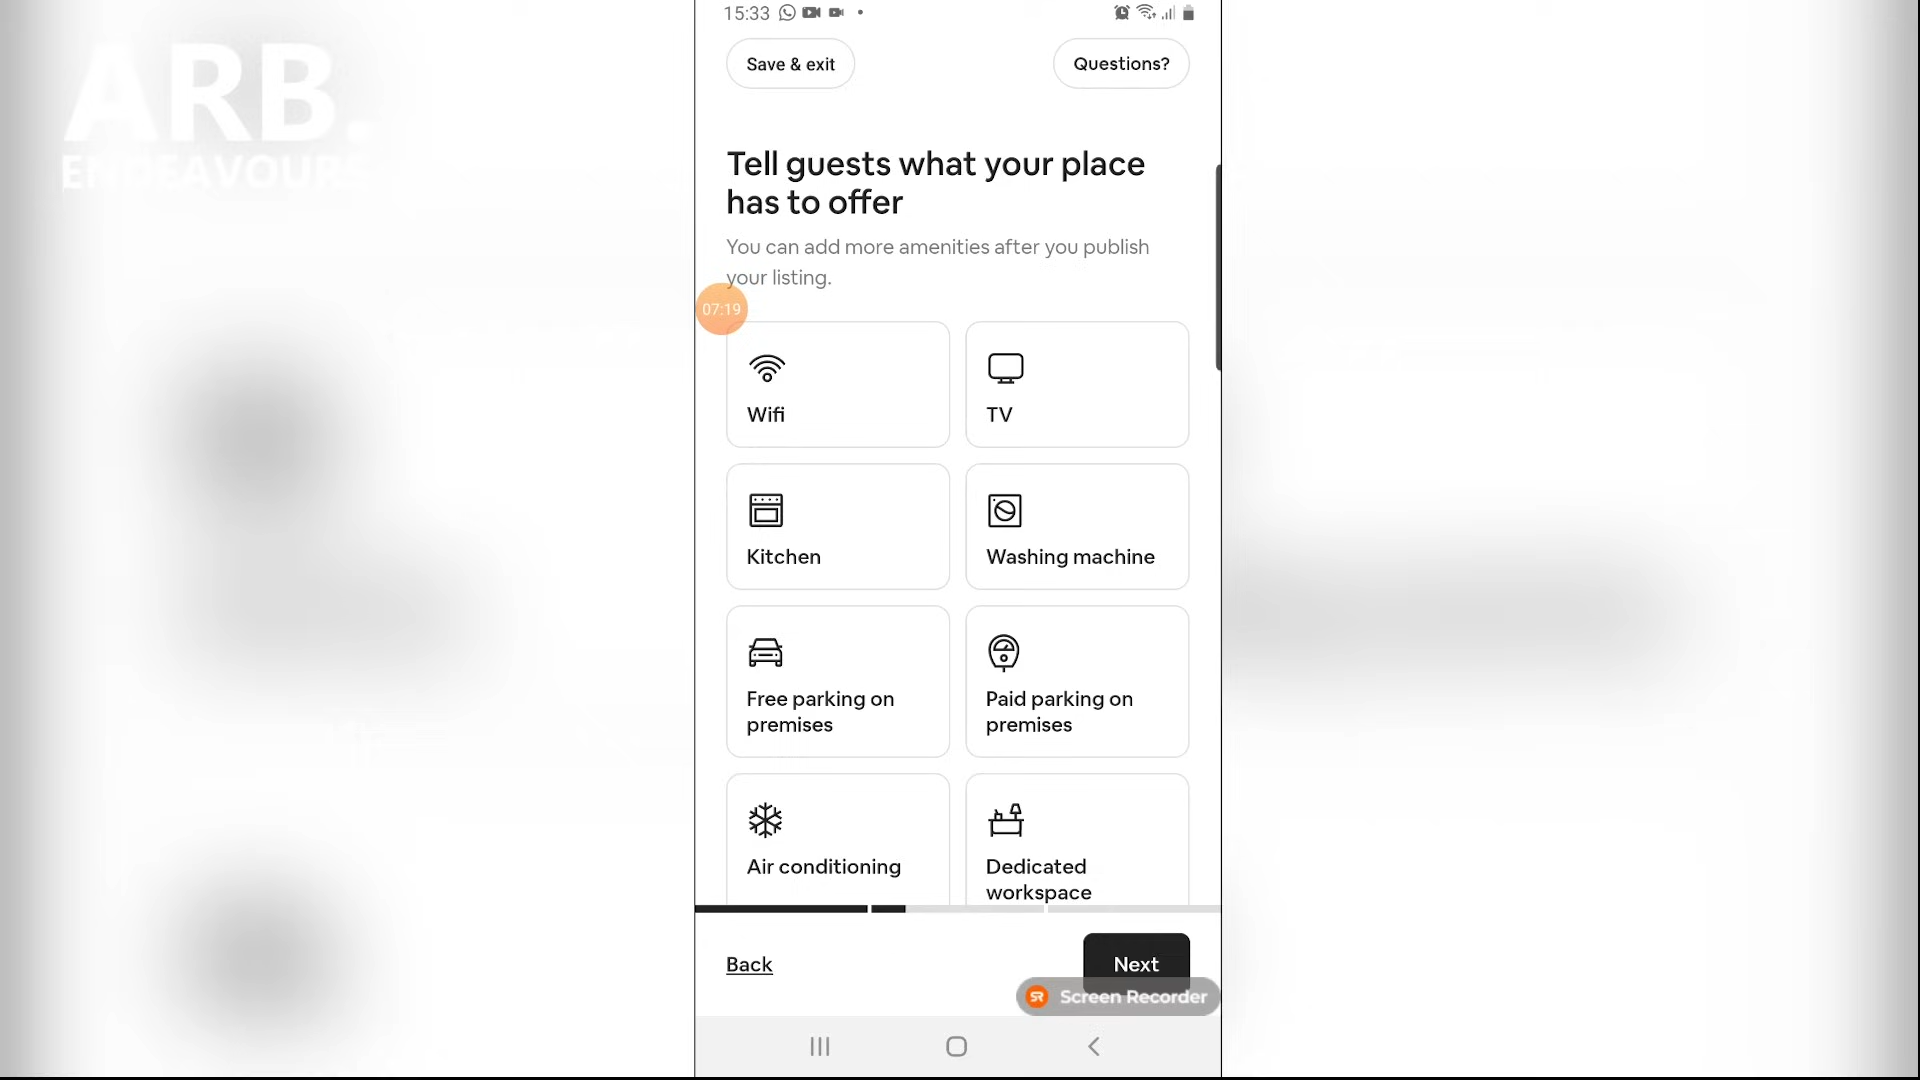 ARB.
ENDEAVOURS
15:33
Save & exit
Questions?
Tell guests what your place
has to offer
You can add more amenities after you publish
your listing.
07:19
Wifi
TV
Kitchen
Washing machine
Free parking on
premises
Paid parking on
premises
Air conditioning
Dedicated
workspace
Back
Next
SR Screen Recorder